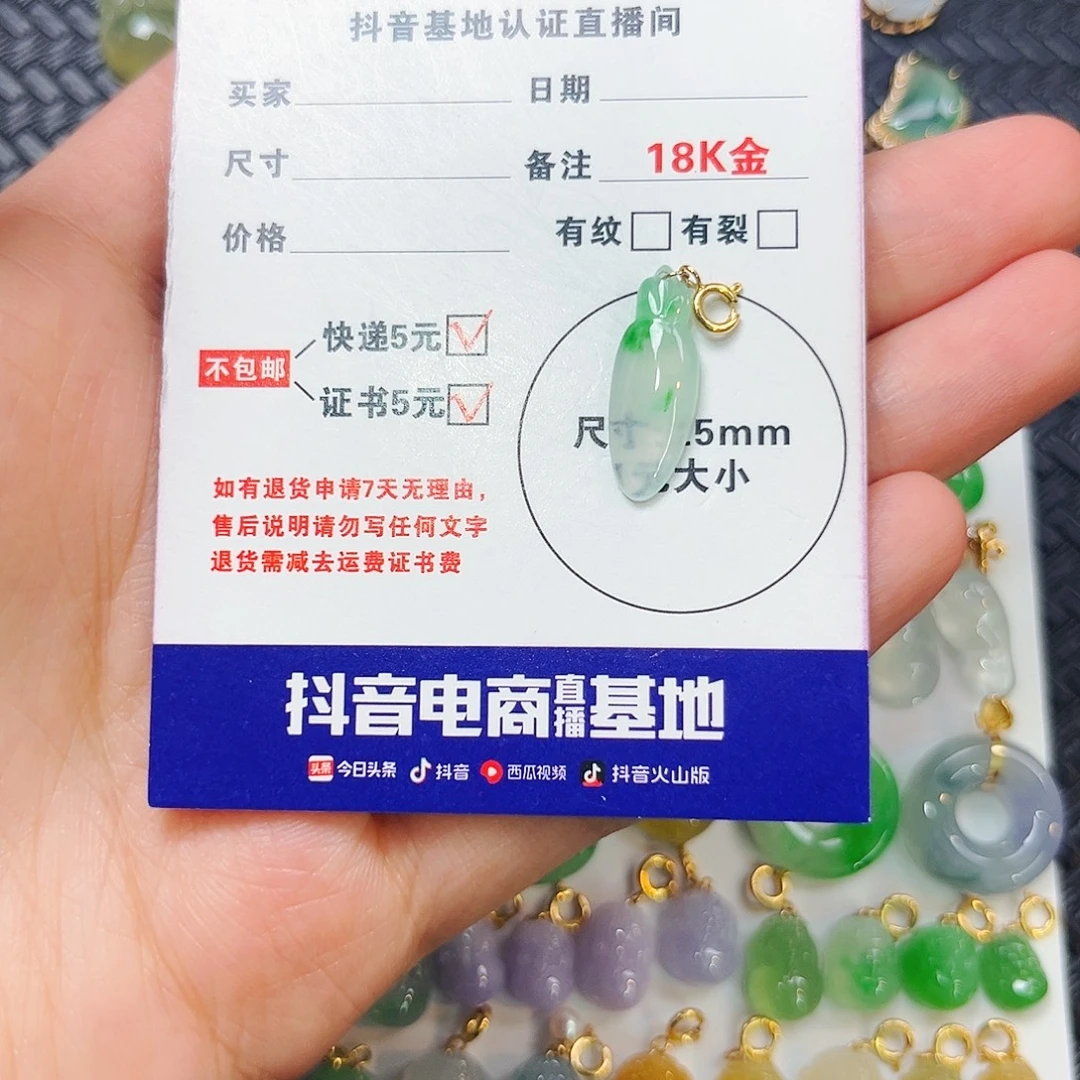 抖音基地认证直播间
买家 日期
尺寸 备注 18K金
价格 有纹 有裂
不包邮
快递5元
证书5元
尺寸 5mm
大小
如有退货申请7天无理由，
售后说明请勿写任何文字
退货需减去运费证书费
抖音电商直播基地
头条 今日头条 抖音 西瓜视频 抖音火山版